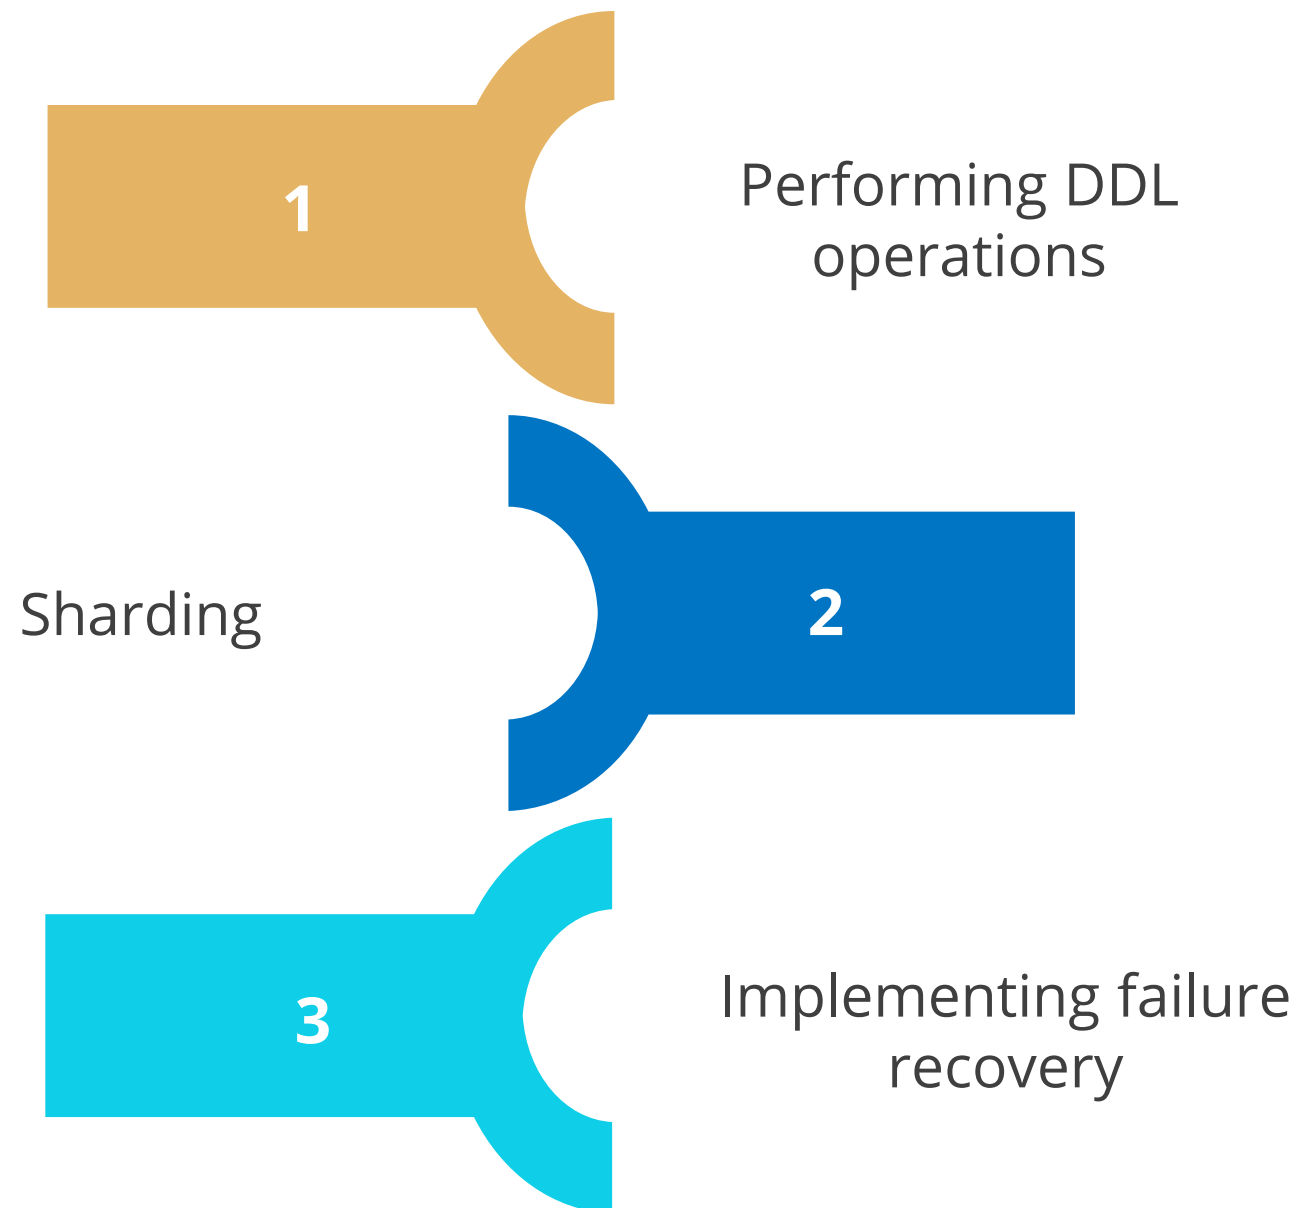 1
Performing DDL
operations
Sharding
2
3
Implementing failure
recovery